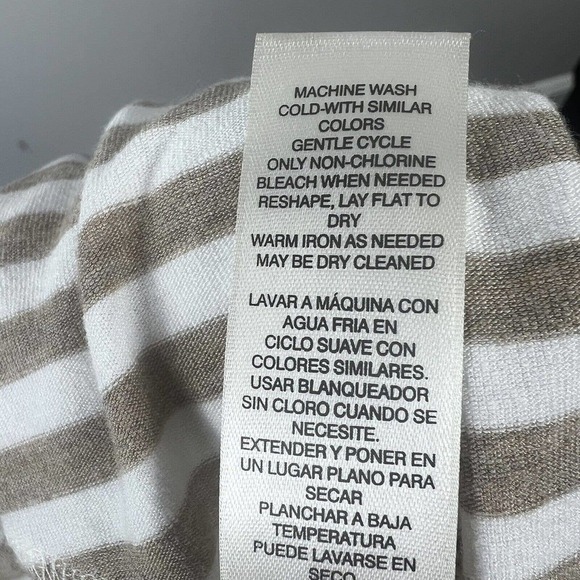 MACHINE WASH
COLD-WITH SIMILAR
COLORS
GENTLE CYCLE
ONLY NON-CHLORINE
BLEACH WHEN NEEDED
RESHAPE, LAY FLAT TO
DRY
WARM IRON AS NEEDED
MAY BE DRY CLEANED
LAVAR A MÁQUINA CON
AGUA FRIA EN
CICLO SUAVE CON
COLORES SIMILARES.
USAR BLANQUEADOR
SIN CLORO CUANDO SE
NECESITE.
EXTENDER Y PONER EN
UN LUGAR PLANO PARA
SECAR
PLANCHAR A BAJA
TEMPERATURA
PUEDE LAVARSE EN
SECO